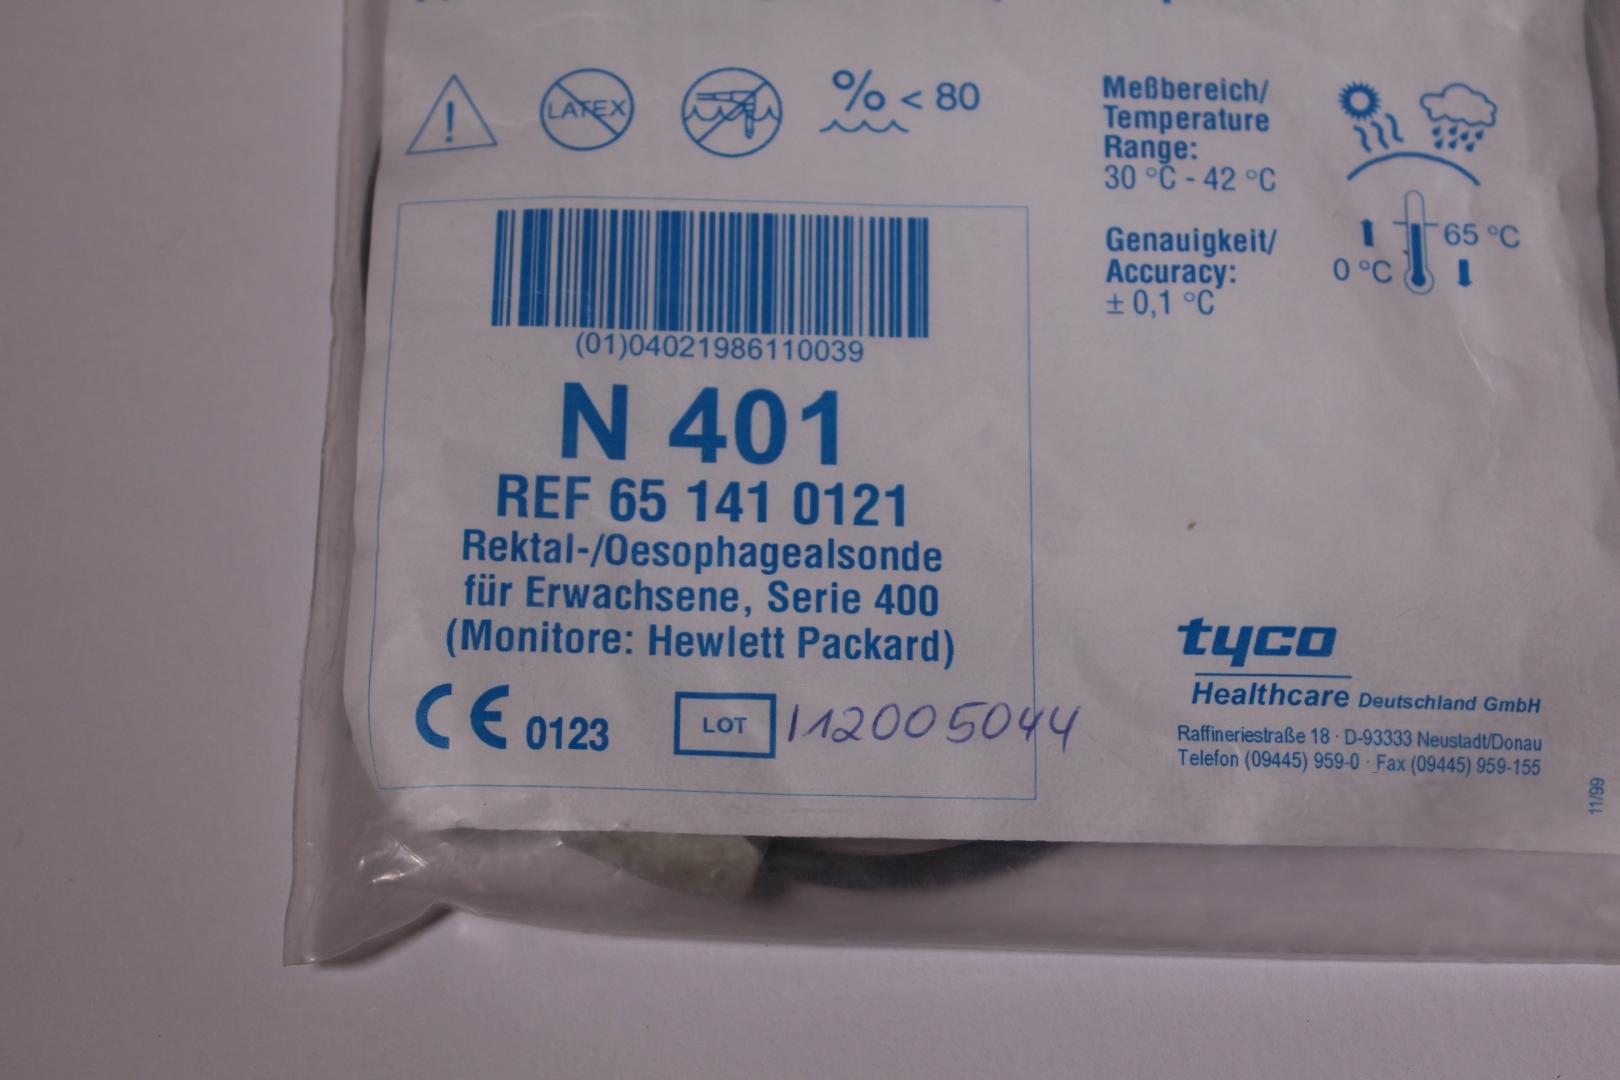 LATEX
% < 80
Meßbereich/
Temperature
Range:
30 °C - 42 °C
Genauigkeit/
Accuracy:
± 0,1 °C
65 °C
0 °C
(01)04021986110039
N 401
REF 65 141 0121
Rektal-/Oesophagealsonde
für Erwachsene, Serie 400
(Monitore: Hewlett Packard)
CE 0123
LOT 112005044
tyco
Healthcare Deutschland GmbH
Raffineriestraße 18 · D-93333 Neustadt/Donau
Telefon (09445) 959-0 · Fax (09445) 959-155
11/99